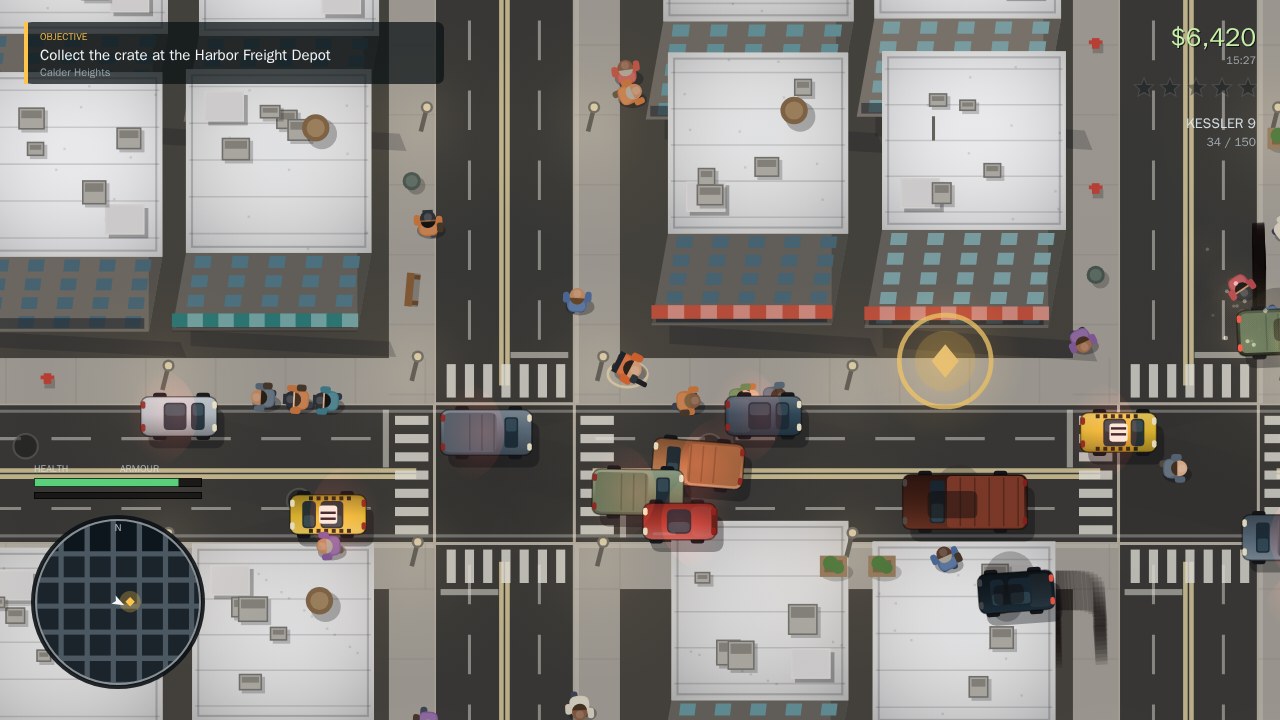 OBJECTIVE
Collect the crate at the Harbor Freight Depot
Calder Heights
$6,420
15:27
KESSLER 9
34 / 150
HEALTH ARMOUR
N